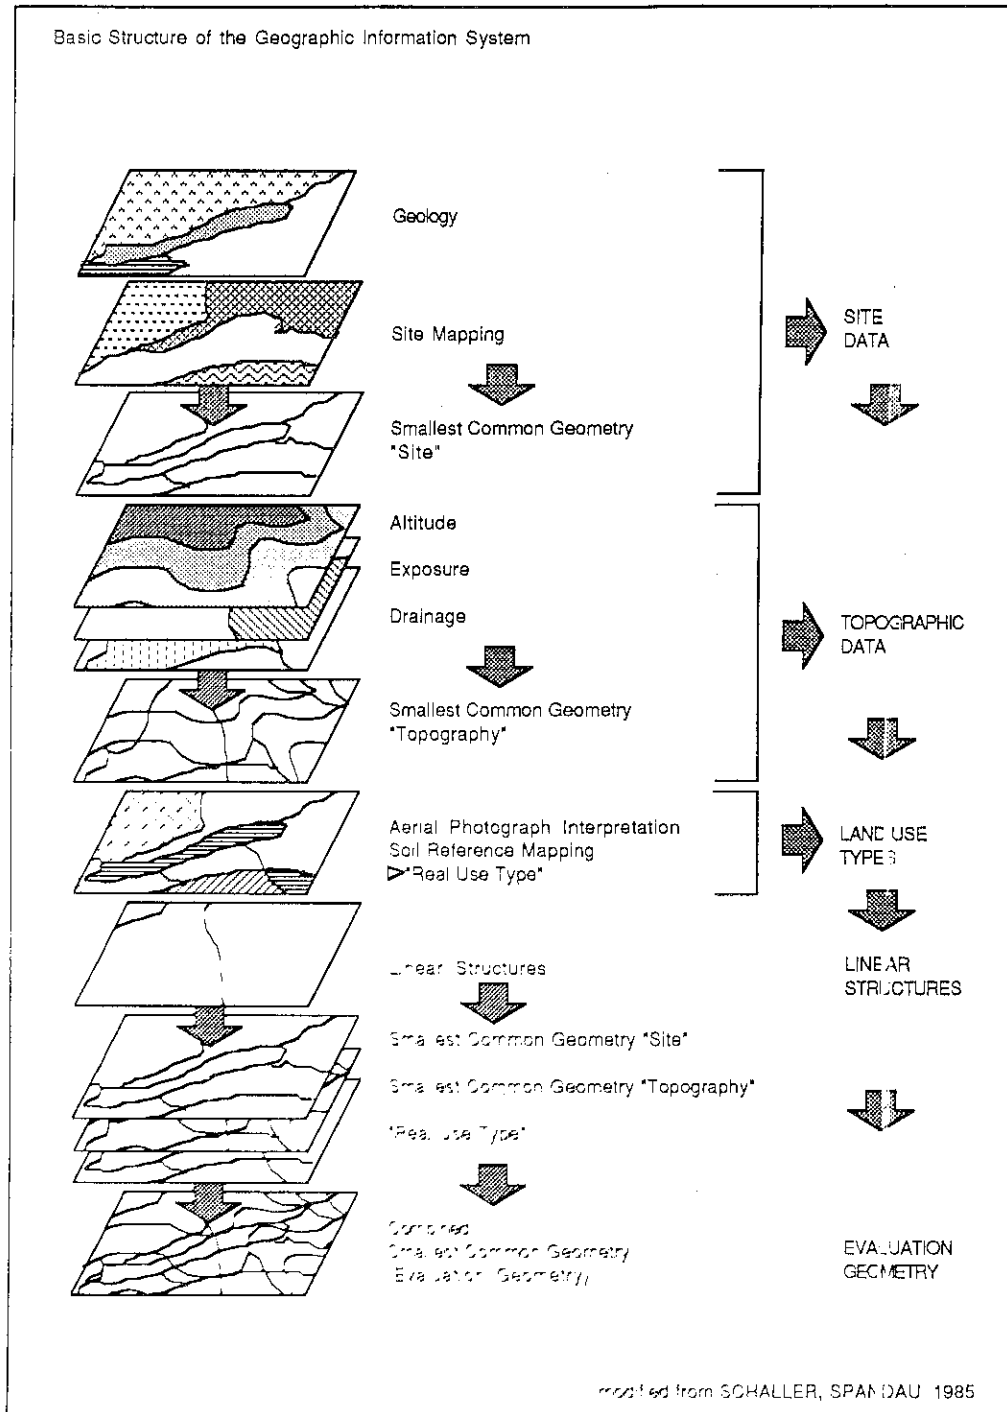 Basic Structure of the Geographic Information System
Geology
Site Mapping
Smallest Common Geometry
"Site"
SITE
DATA
Altitude
Exposure
Drainage
Smallest Common Geometry
"Topography"
TOPOGRAPHIC
DATA
Aerial Photograph Interpretation
Soil Reference Mapping
"Real Use Type"
LAND USE
TYPES
Linear Structures
LINEAR
STRUCTURES
Smallest Common Geometry "Site"
Smallest Common Geometry "Topography"
"Real use Type"
Combined
Smallest Common Geometry
(Evaluation Geometry)
EVALUATION
GEOMETRY
modified from SCHALLER, SPANDAU 1985